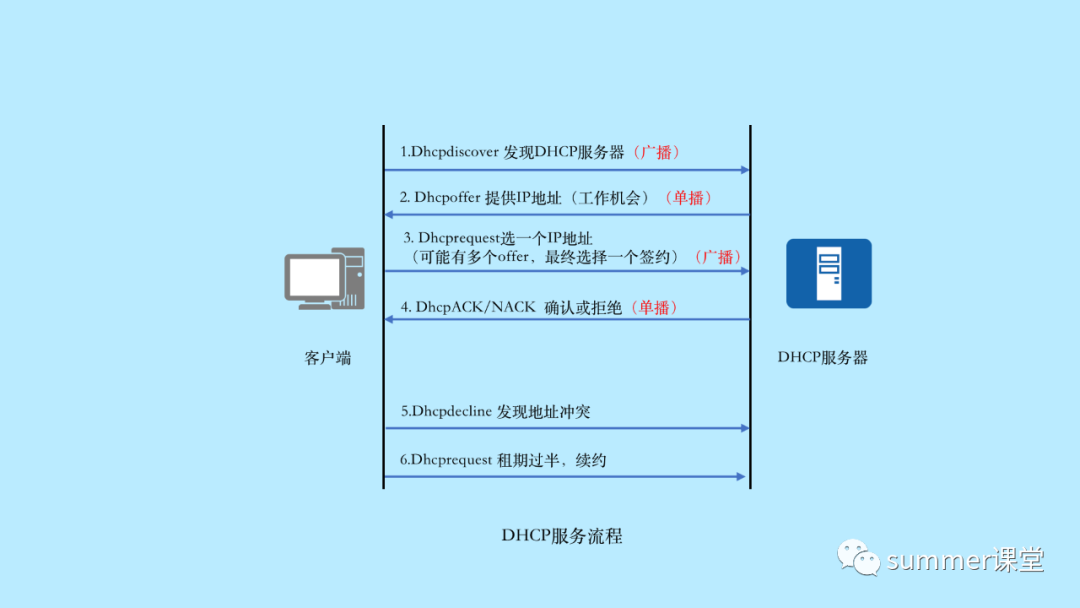 1.Dhcpdiscover 发现DHCP服务器（广播）
2. Dhcpoffer 提供IP地址（工作机会）（单播）
3. Dhcprequest选一个IP地址
（可能有多个offer，最终选择一个签约）（广播）
4. DhcpACK/NACK 确认或拒绝（单播）
客户端
DHCP服务器
5.Dhcpdecline 发现地址冲突
6.Dhcprequest 租期过半，续约
DHCP服务流程
summer课堂